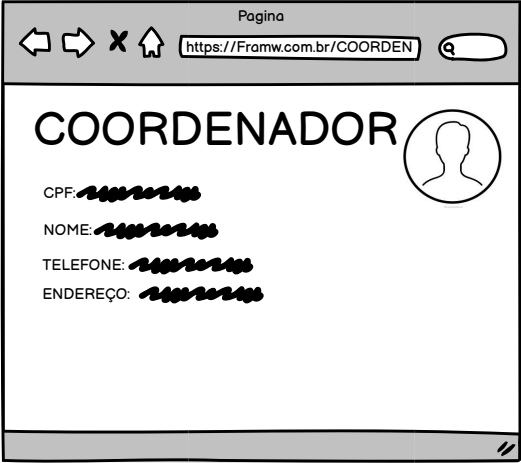 Pagina
https://Framw.com.br/COORDEN
COORDENADOR
CPF:
NOME:
TELEFONE:
ENDEREÇO: